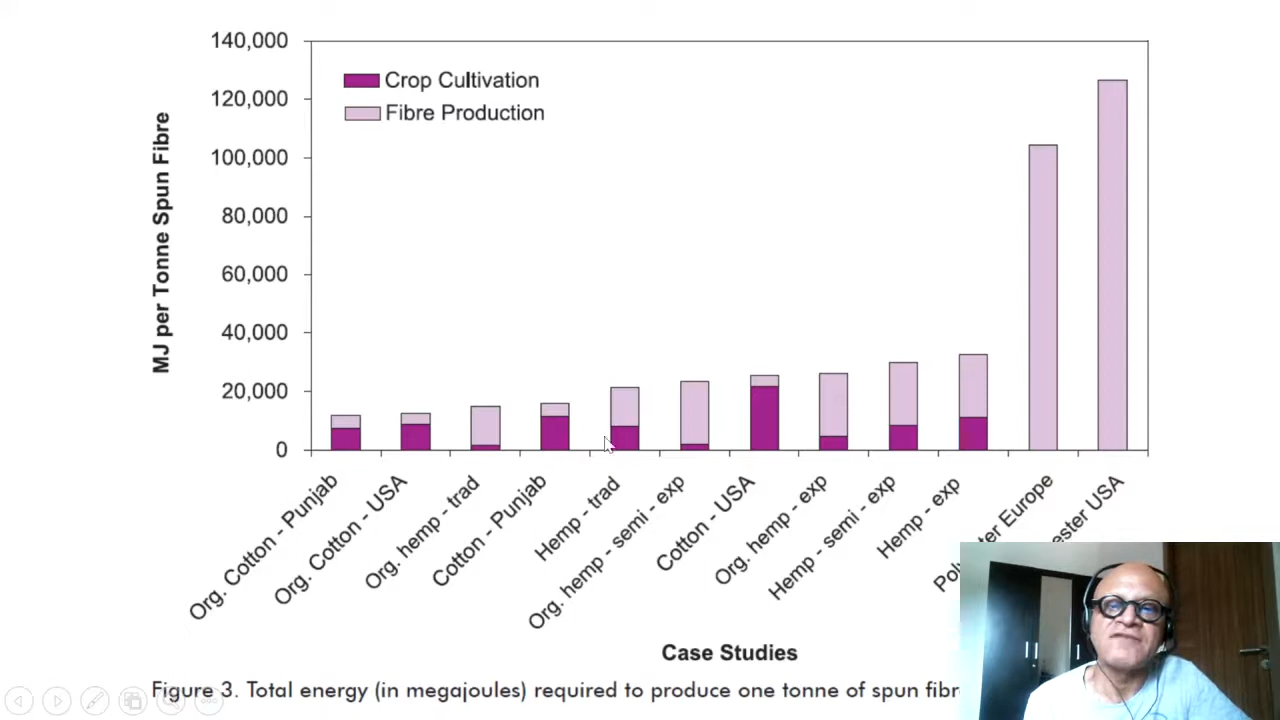 140,000
120,000
100,000
80,000
60,000
40,000
20,000
0
MJ per Tonne Spun Fibre
Crop Cultivation
Fibre Production
Org. Cotton - Punjab
Org. Cotton - USA
Org. hemp - trad
Cotton - Punjab
Hemp - trad
Org. hemp - semi - exp
Cotton - USA
Org. hemp - exp
Hemp - semi - exp
Hemp - exp
Europe
USA
Case Studies
Figure 3. Total energy (in megajoules) required to produce one tonne of spun